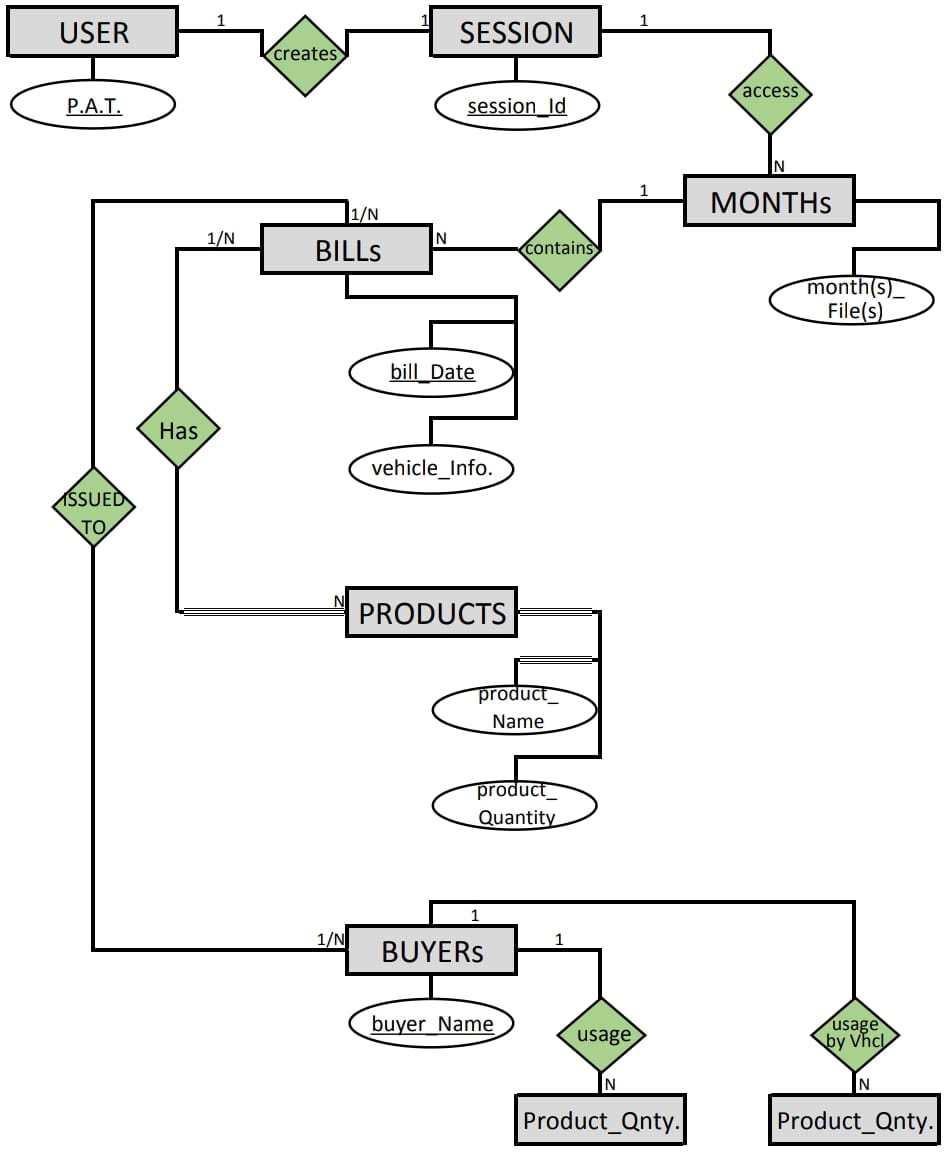 1
1
1
USER
SESSION
creates
access
P.A.T.
session_Id
N
1
MONTHs
1/N
1/N
N
BILLs
contains
month(s)_
File(s)
bill_Date
Has
vehicle_Info.
ISSUED
TO
N
PRODUCTS
product_
Name
product_
Quantity
1
1/N
1
BUYERs
buyer_Name
usage
usage
by Vhcl
N
N
Product_Qnty.
Product_Qnty.